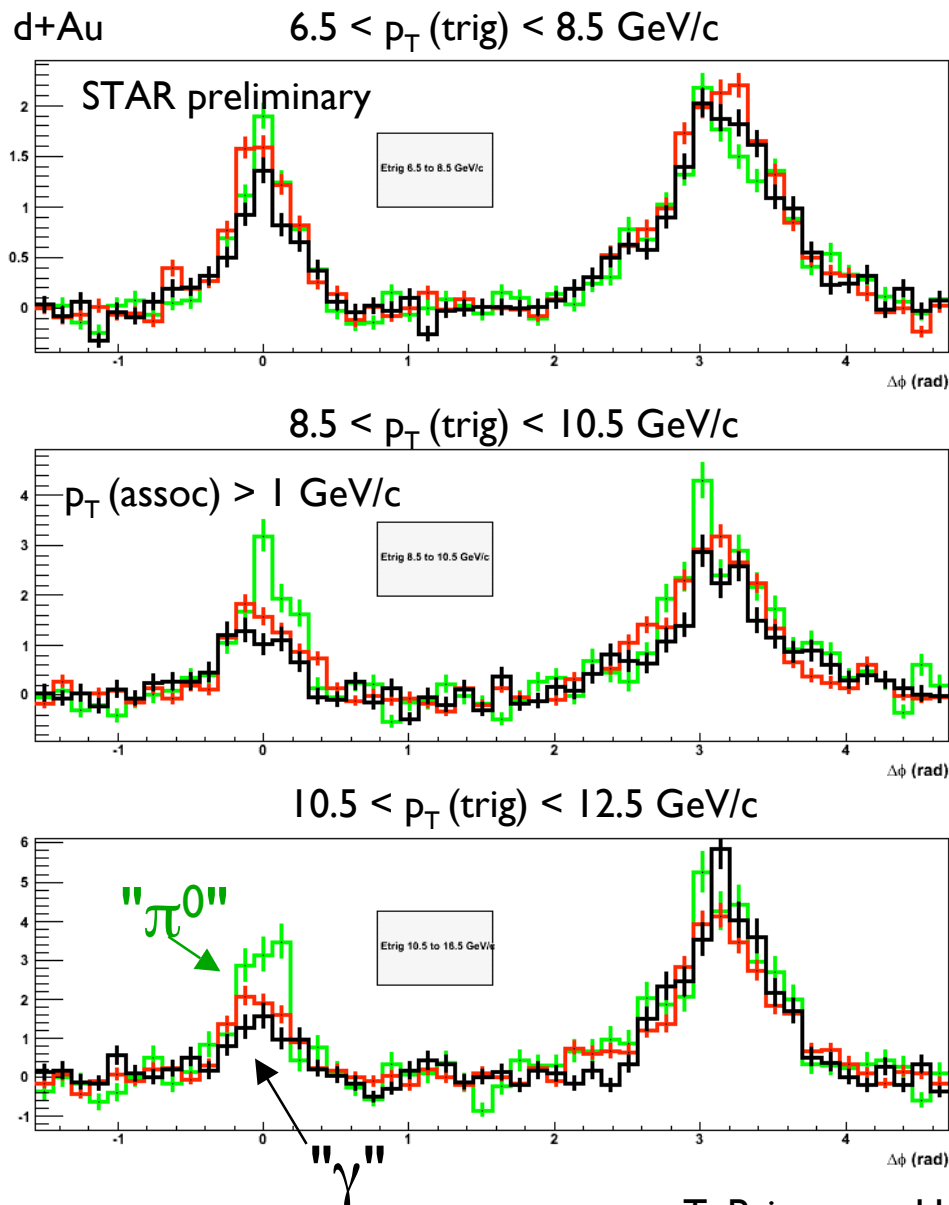 d+Au
6.5 < pT (trig) < 8.5 GeV/c
STAR preliminary
Etrig 6.5 to 8.5 GeV/c
2
1.5
1
0.5
0
-1 0 1 2 3 4
Δϕ (rad)
8.5 < pT (trig) < 10.5 GeV/c
pT (assoc) > 1 GeV/c
Etrig 8.5 to 10.5 GeV/c
4
3
2
1
0
-1 0 1 2 3 4
Δϕ (rad)
10.5 < pT (trig) < 12.5 GeV/c
"π0"
Etrig 10.5 to 16.5 GeV/c
6
5
4
3
2
1
0
-1
-1 0 1 2 3 4
Δϕ (rad)
"γ"